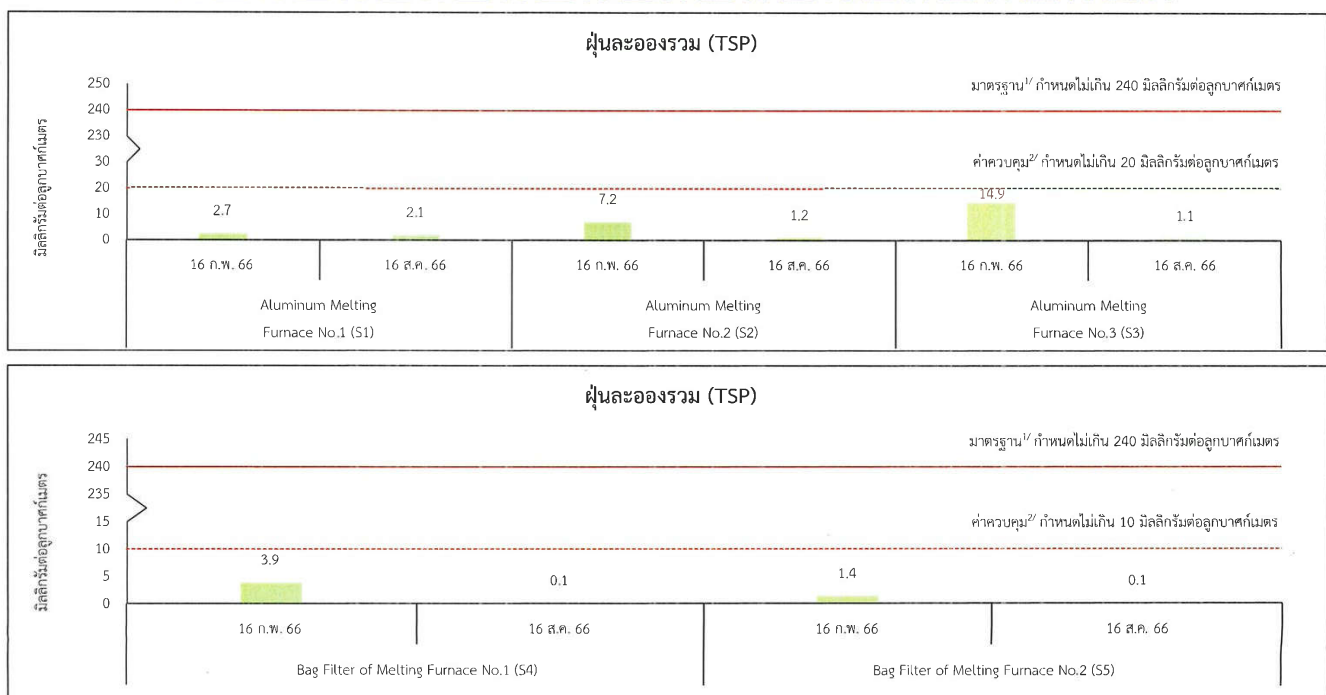 ฝุ่นละอองรวม (TSP)
มิลลิกรัมต่อลูกบาศก์เมตร
250
240
230
30
20
10
0
มาตรฐาน1/ กำหนดไม่เกิน 240 มิลลิกรัมต่อลูกบาศก์เมตร
ค่าควบคุม2/ กำหนดไม่เกิน 20 มิลลิกรัมต่อลูกบาศก์เมตร
2.7 2.1 7.2 1.2 14.9 1.1
16 ก.พ. 66 16 ส.ค. 66 16 ก.พ. 66 16 ส.ค. 66 16 ก.พ. 66 16 ส.ค. 66
Aluminum Melting Aluminum Melting Aluminum Melting
Furnace No.1 (S1) Furnace No.2 (S2) Furnace No.3 (S3)
ฝุ่นละอองรวม (TSP)
มิลลิกรัมต่อลูกบาศก์เมตร
245
240
235
15
10
5
0
มาตรฐาน1/ กำหนดไม่เกิน 240 มิลลิกรัมต่อลูกบาศก์เมตร
ค่าควบคุม2/ กำหนดไม่เกิน 10 มิลลิกรัมต่อลูกบาศก์เมตร
3.9 0.1 1.4 0.1
16 ก.พ. 66 16 ส.ค. 66 16 ก.พ. 66 16 ส.ค. 66
Bag Filter of Melting Furnace No.1 (S4) Bag Filter of Melting Furnace No.2 (S5)